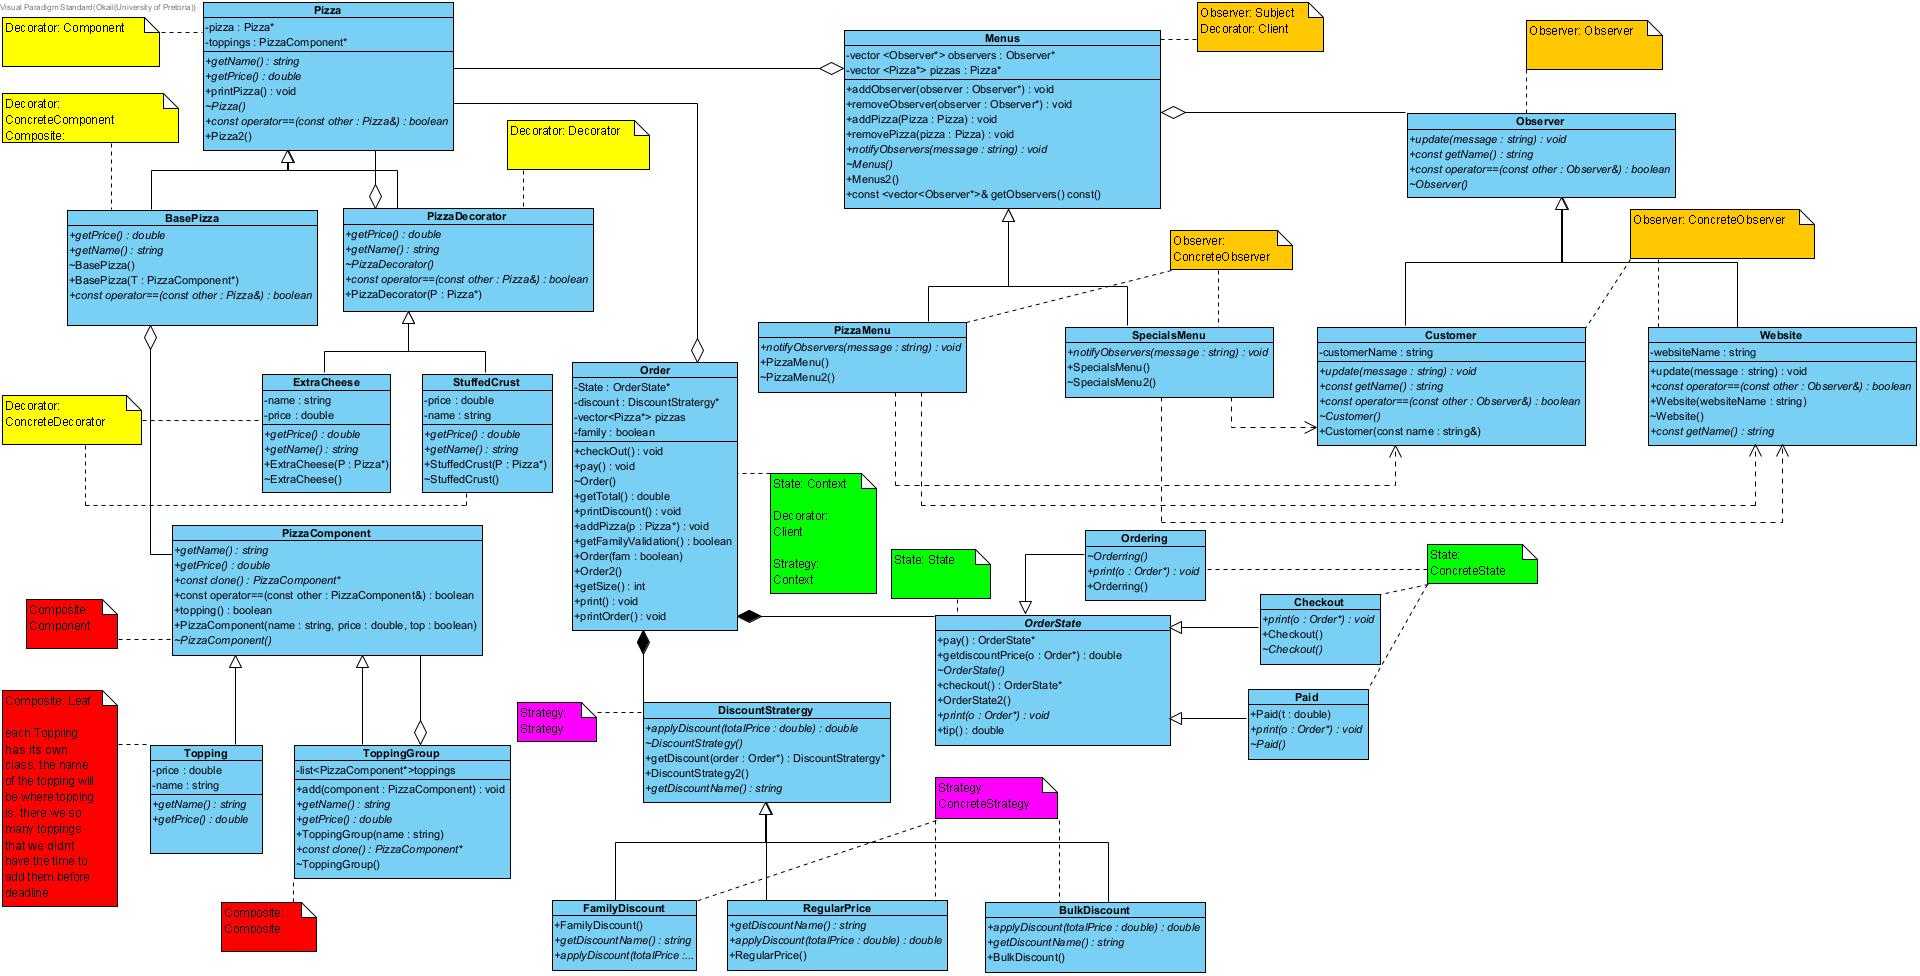 Visual Paradigm Standard(Okail(University of Pretoria))
Pizza
-pizza : Pizza*
-toppings : PizzaComponent*
+getName() : string
+getPrice() : double
+printPizza() : void
~Pizza()
+const operator==(const other : Pizza&) : boolean
+Pizza2()
Decorator: Component
Decorator:
ConcreteComponent
Composite:
Decorator: Decorator
Menus
-vector <Observer*> observers : Observer*
-vector <Pizza*> pizzas : Pizza*
+addObserver(observer : Observer*) : void
+removeObserver(observer : Observer*) : void
+addPizza(Pizza : Pizza) : void
+removePizza(pizza : Pizza) : void
+notifyObservers(message : string) : void
~Menus()
+Menus2()
+const <vector<Observer*>& getObservers() const()
Observer: Subject
Decorator: Client
Observer: Observer
Observer
+update(message : string) : void
+const getName() : string
+const operator==(const other : Observer&) : boolean
~Observer()
BasePizza
+getPrice() : double
+getName() : string
~BasePizza()
+BasePizza(T : PizzaComponent*)
+const operator==(const other : Pizza&) : boolean
PizzaDecorator
+getPrice() : double
+getName() : string
~PizzaDecorator()
+const operator==(const other : Pizza&) : boolean
+PizzaDecorator(P : Pizza*)
Observer:
ConcreteObserver
Observer: ConcreteObserver
PizzaMenu
+notifyObservers(message : string) : void
+PizzaMenu()
~PizzaMenu2()
SpecialsMenu
+notifyObservers(message : string) : void
+SpecialsMenu()
~SpecialsMenu2()
Customer
-customerName : string
+update(message : string) : void
+const getName() : string
+const operator==(const other : Observer&) : boolean
~Customer()
+Customer(const name : string&)
Website
-websiteName : string
+update(message : string) : void
+const operator==(const other : Observer&) : boolean
+Website(websiteName : string)
~Website()
+const getName() : string
Decorator:
ConcreteDecorator
ExtraCheese
-name : string
-price : double
+getPrice() : double
+getName() : string
+ExtraCheese(P : Pizza*)
~ExtraCheese()
StuffedCrust
-price : double
-name : string
+getPrice() : double
+getName() : string
+StuffedCrust(P : Pizza*)
~StuffedCrust()
Order
-State : OrderState*
-discount : DiscountStratergy*
-vector<Pizza*> pizzas
-family : boolean
+checkOut() : void
+pay() : void
~Order()
+getTotal() : double
+printDiscount() : void
+addPizza(p : Pizza*) : void
+getFamilyValidation() : boolean
+Order(fam : boolean)
+Order2()
+getSize() : int
+print() : void
+printOrder() : void
State: Context
Decorator:
Client
Strategy:
Context
State: State
Ordering
~Orderring()
+print(o : Order*) : void
+Orderring()
State:
ConcreteState
PizzaComponent
+getName() : string
+getPrice() : double
+const clone() : PizzaComponent*
+const operator==(const other : PizzaComponent&) : boolean
+topping() : boolean
+PizzaComponent(name : string, price : double, top : boolean)
~PizzaComponent()
Composite:
Component
OrderState
+pay() : OrderState*
+getdiscountPrice(o : Order*) : double
~OrderState()
+checkout() : OrderState*
+OrderState2()
+print(o : Order*) : void
+tip() : double
Checkout
+print(o : Order*) : void
+Checkout()
~Checkout()
Paid
+Paid(t : double)
+print(o : Order*) : void
~Paid()
Composite: Leaf
each Topping
has its own
class. the name
of the topping will
be where topping
is, there we so
many toppings
that we didnt
have the time to
add them before
deadline
Topping
-price : double
-name : string
+getName() : string
+getPrice() : double
ToppingGroup
-list<PizzaComponent*>toppings
+add(component : PizzaComponent) : void
+getName() : string
+getPrice() : double
+ToppingGroup(name : string)
+const clone() : PizzaComponent*
~ToppingGroup()
Composite:
Composite
Strategy:
Strategy
DiscountStratergy
+applyDiscount(totalPrice : double) : double
~DiscountStrategy()
+getDiscount(order : Order*) : DiscountStratergy*
+DiscountStrategy2()
+getDiscountName() : string
Strategy:
ConcreteStrategy
FamilyDiscount
+FamilyDiscount()
+getDiscountName() : string
+applyDiscount(totalPrice :...
RegularPrice
+getDiscountName() : string
+applyDiscount(totalPrice : double) : double
+RegularPrice()
BulkDiscount
+applyDiscount(totalPrice : double) : double
+getDiscountName() : string
+BulkDiscount()